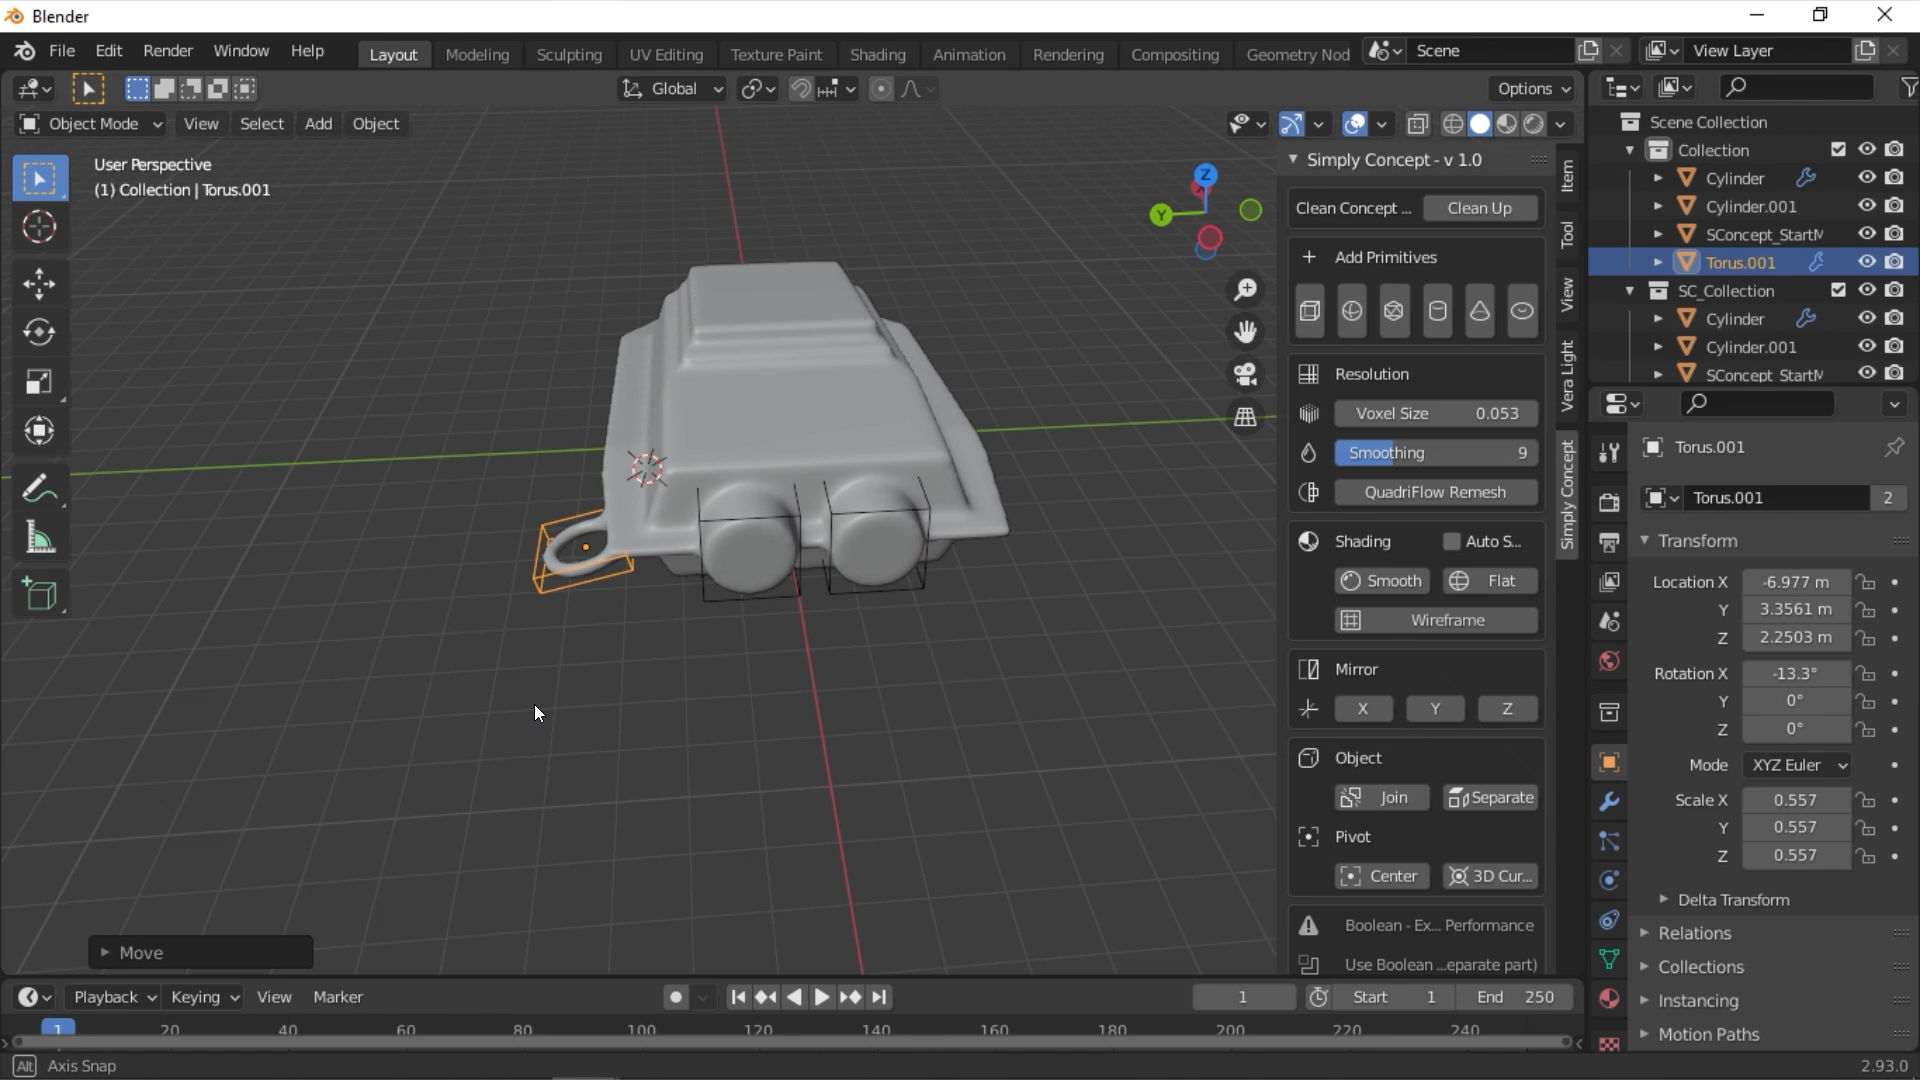 Blender
File Edit Render Window Help
Layout Modeling Sculpting UV Editing Texture Paint Shading Animation Rendering Compositing Geometry Nod
Scene
View Layer
Global
Options
Object Mode View Select Add Object
User Perspective
(1) Collection | Torus.001
Z
Y
Simply Concept - v 1.0
Clean Concept ... Clean Up
Add Primitives
Resolution
Voxel Size 0.053
Smoothing 9
QuadriFlow Remesh
Shading Auto S...
Smooth Flat
Wireframe
Mirror
X Y Z
Object
Join Separate
Pivot
Center 3D Cur...
Boolean - Ex... Performance
Use Boolean ...eparate part)
Item
Tool
View
Vera Light
Simply Concept
Scene Collection
Collection
Cylinder
Cylinder.001
SConcept_StartM
Torus.001
SC_Collection
Cylinder
Cylinder.001
SConcept StartM
Torus.001
Torus.001 2
Transform
Location X -6.977 m
Y 3.3561 m
Z 2.2503 m
Rotation X -13.3°
Y 0°
Z 0°
Mode XYZ Euler
Scale X 0.557
Y 0.557
Z 0.557
Delta Transform
Relations
Collections
Instancing
Motion Paths
Move
Playback Keying View Marker
1
Start 1
End 250
1 20 40 60 80 100 120 140 160 180 200 220 240
Alt Axis Snap
2.93.0